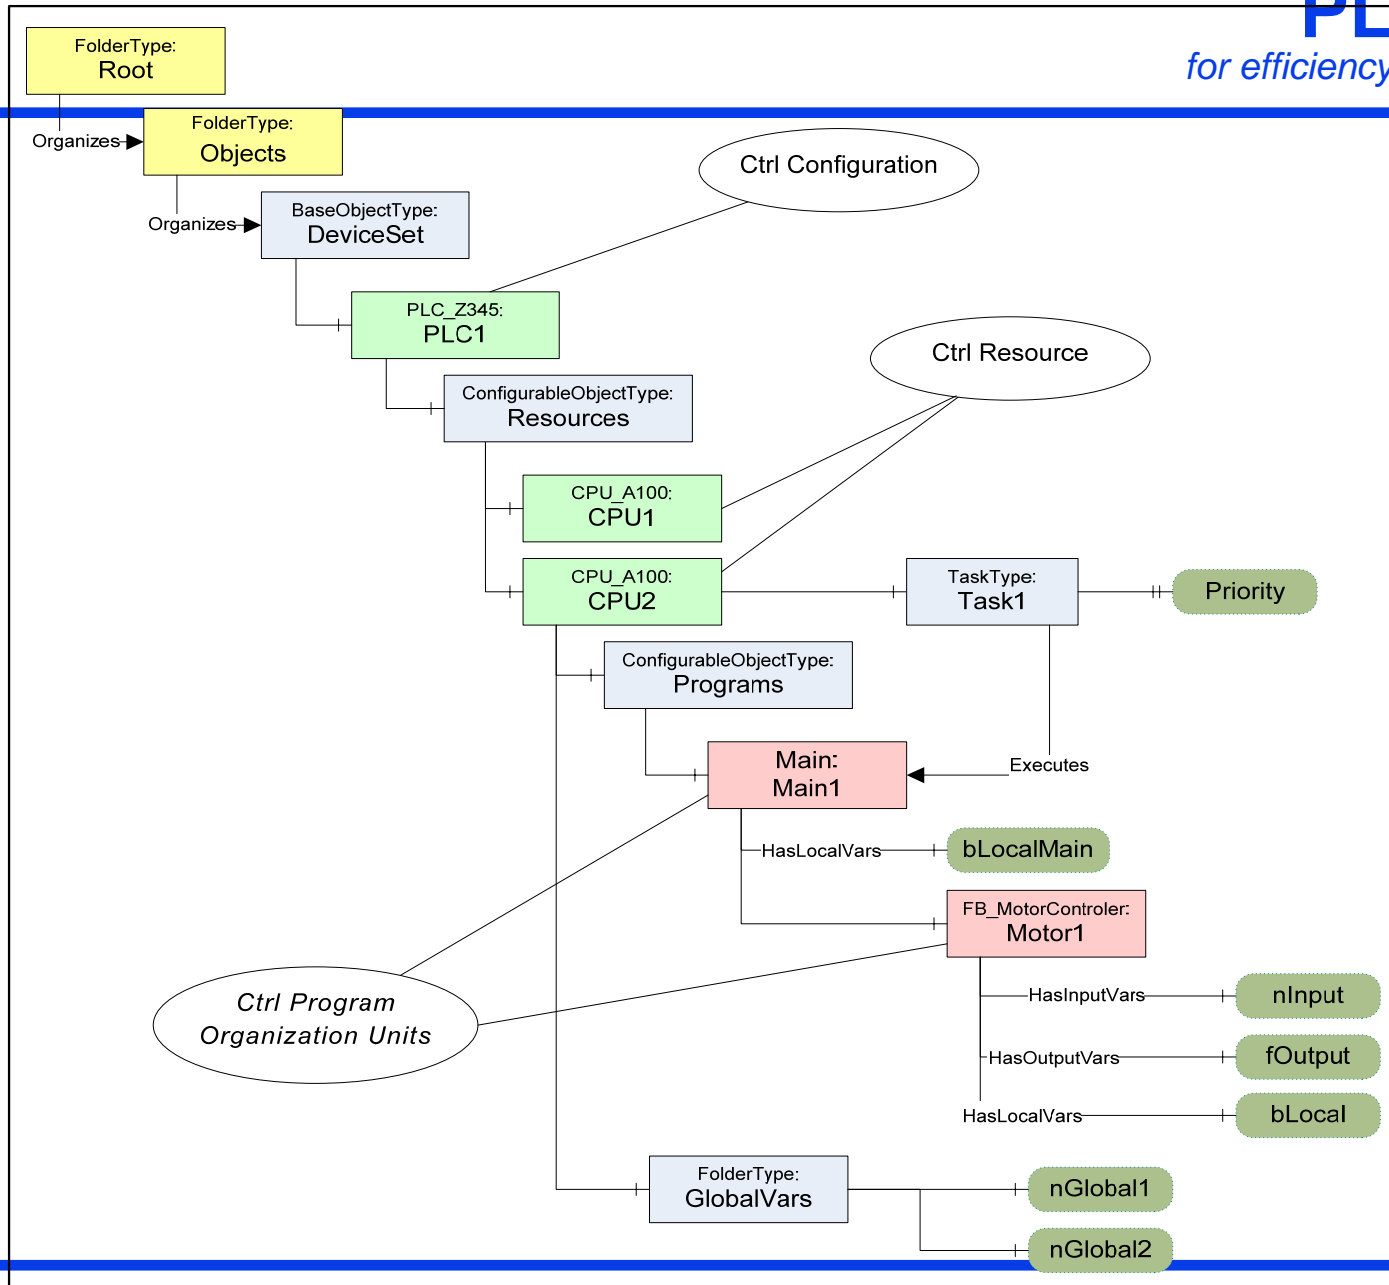 PL
for efficiency
FolderType:
Root
Organizes
FolderType:
Objects
Ctrl Configuration
Organizes
BaseObjectType:
DeviceSet
PLC_Z345:
PLC1
Ctrl Resource
ConfigurableObjectType:
Resources
CPU_A100:
CPU1
CPU_A100:
CPU2
TaskType:
Task1
Priority
ConfigurableObjectType:
Programs
Main:
Main1
Executes
HasLocalVars
bLocalMain
FB_MotorControler:
Motor1
Ctrl Program
Organization Units
HasInputVars
nInput
HasOutputVars
fOutput
HasLocalVars
bLocal
FolderType:
GlobalVars
nGlobal1
nGlobal2